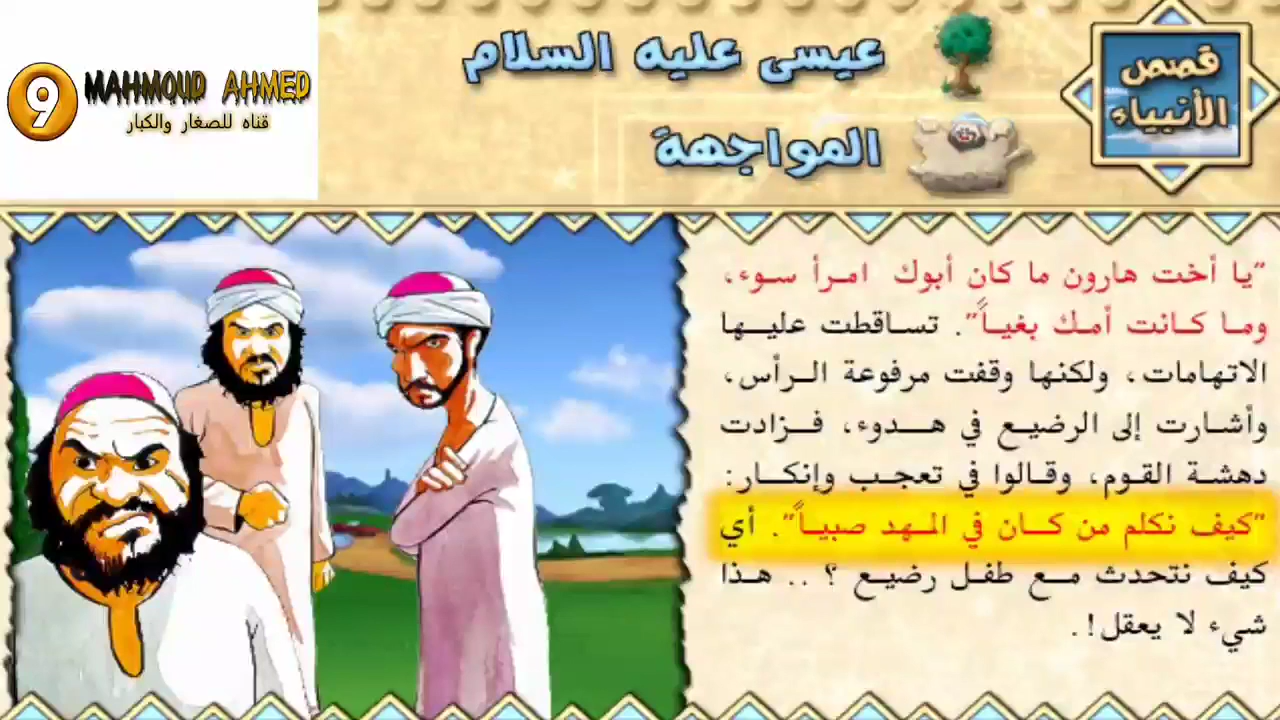 9 MAHMOUD AHMED
قناه للصغار والكبار
عيسى عليه السلام
المواجهة
قصص
الأنبياء
"يا أخت هارون ما كان أبوك امرأ سوء،
وما كانت أمك بغياً". تساقطت عليها
الاتهامات، ولكنها وقفت مرفوعة الرأس،
وأشارت إلى الرضيع في هدوء، فزادت
دهشة القوم، وقالوا في تعجب وإنكار:
"كيف نكلم من كان في المهد صبياً". أي
كيف نتحدث مع طفل رضيع ؟ .. هذا
شيء لا يعقل!.